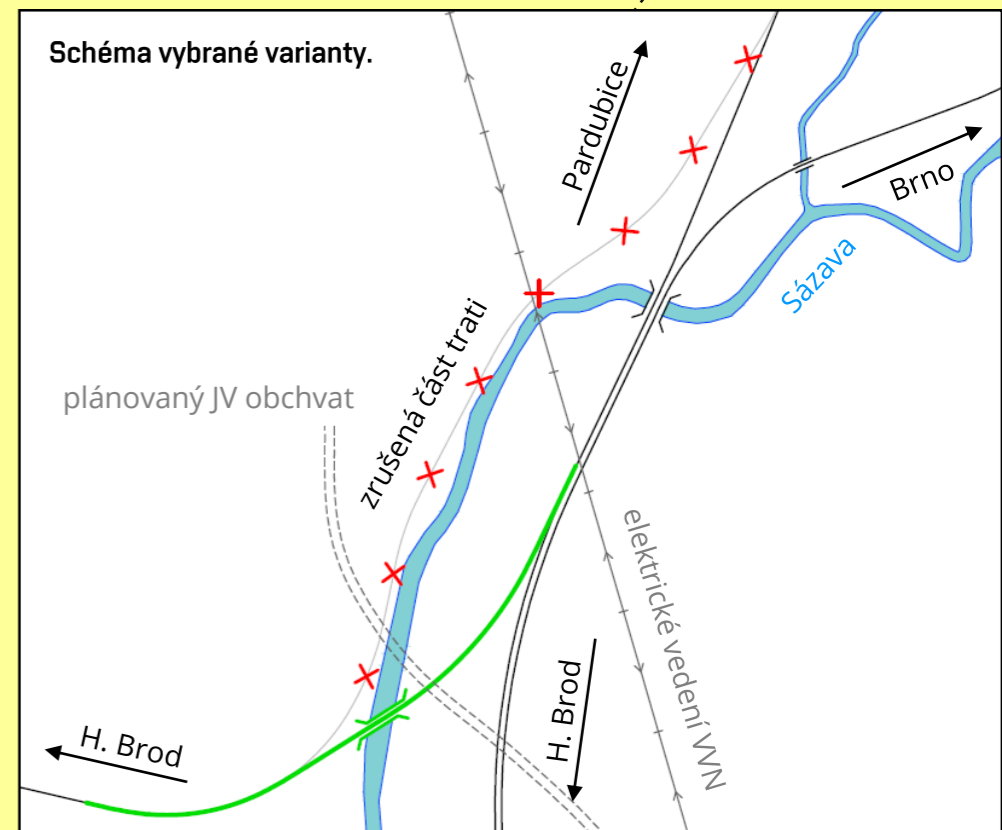 Schéma vybrané varianty.
Pardubice
Brno
Sázava
zrušená část trati
plánovaný JV obchvat
elektrické vedení VVN
H. Brod
H. Brod